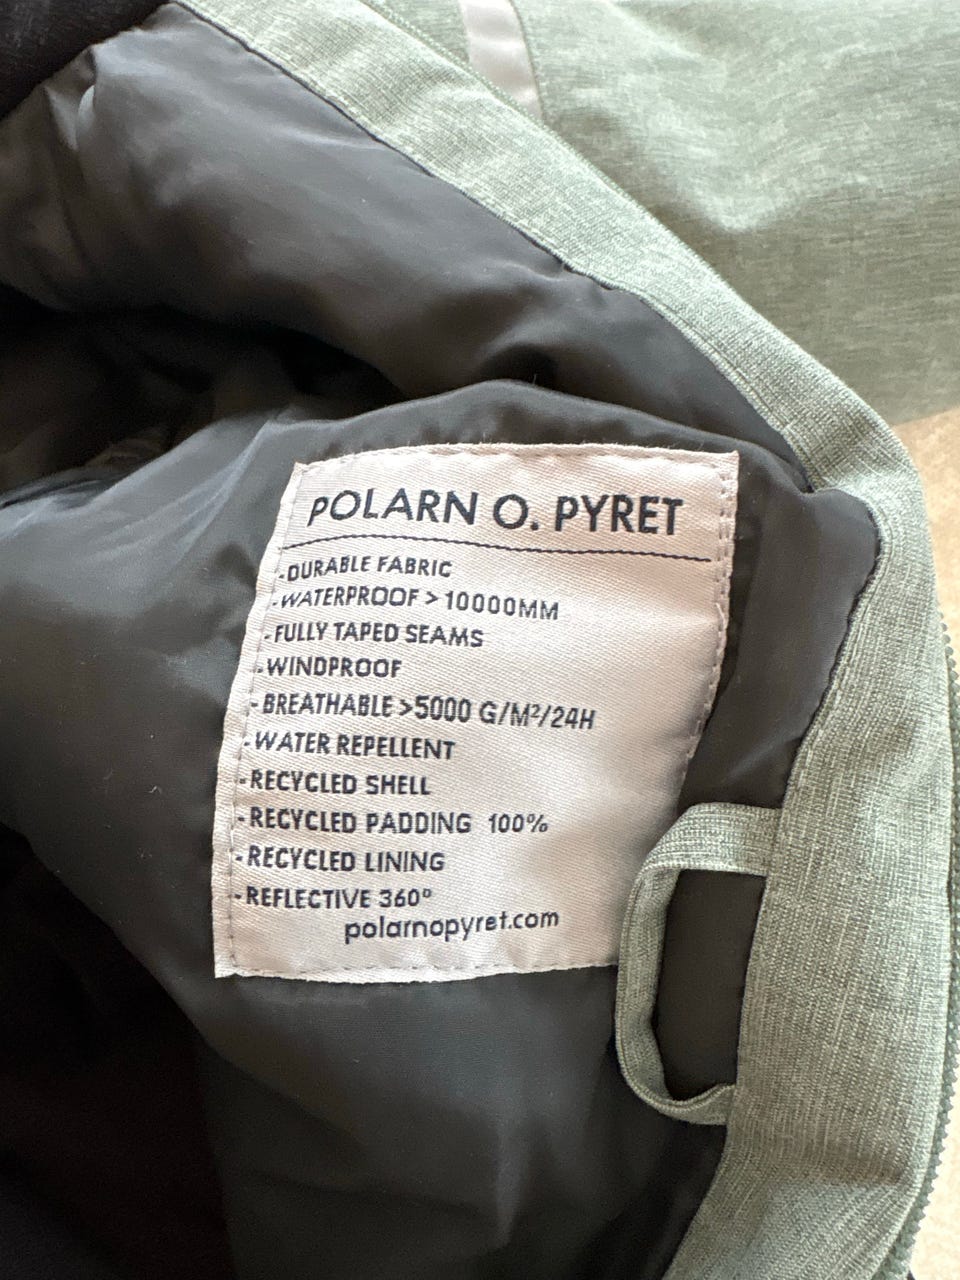 POLARN O. PYRET
-DURABLE FABRIC
-WATERPROOF >10000MM
-FULLY TAPED SEAMS
-WINDPROOF
-BREATHABLE >5000 G/M²/24H
-WATER REPELLENT
-RECYCLED SHELL
-RECYCLED PADDING 100%
-RECYCLED LINING
-REFLECTIVE 360°
polarnopyret.com